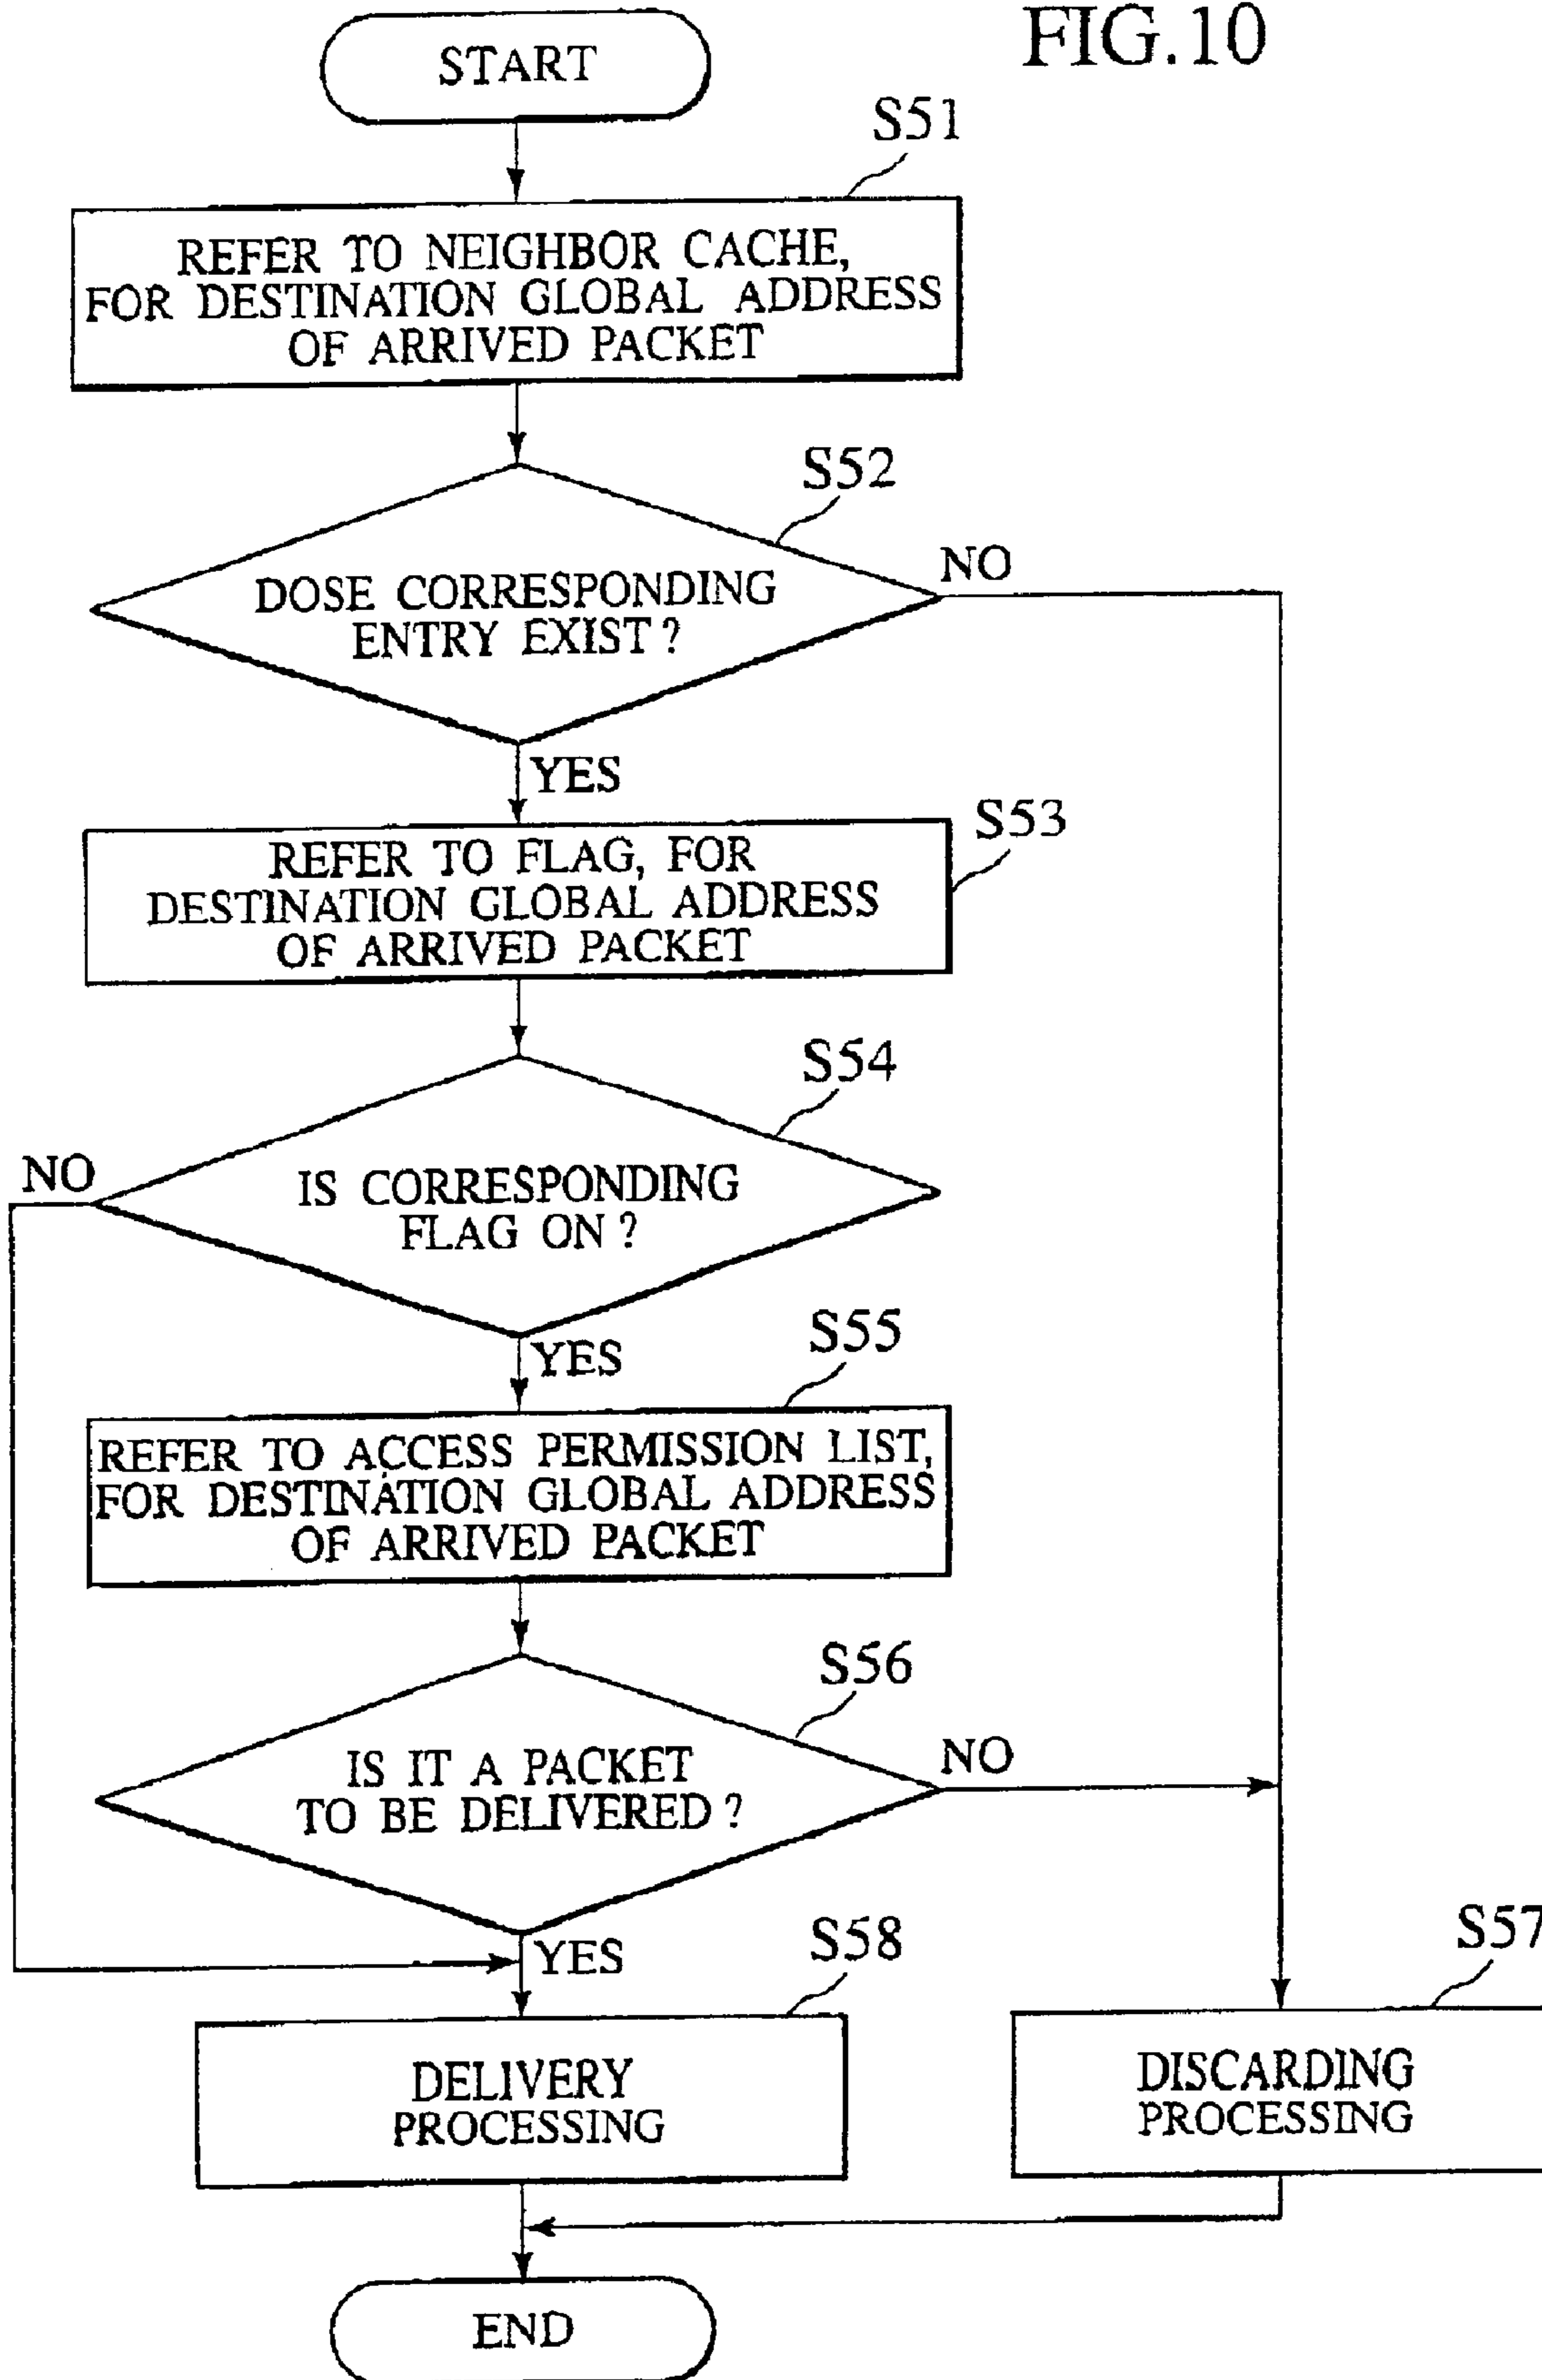 FIG.10
START
S51
REFER TO NEIGHBOR CACHE,
FOR DESTINATION GLOBAL ADDRESS
OF ARRIVED PACKET
S52
DOSE CORRESPONDING
ENTRY EXIST?
NO
YES
S53
REFER TO FLAG, FOR
DESTINATION GLOBAL ADDRESS
OF ARRIVED PACKET
S54
NO
IS CORRESPONDING
FLAG ON?
YES
S55
REFER TO ACCESS PERMISSION LIST,
FOR DESTINATION GLOBAL ADDRESS
OF ARRIVED PACKET
S56
IS IT A PACKET
TO BE DELIVERED?
NO
YES
S58
S57
DELIVERY
PROCESSING
DISCARDING
PROCESSING
END